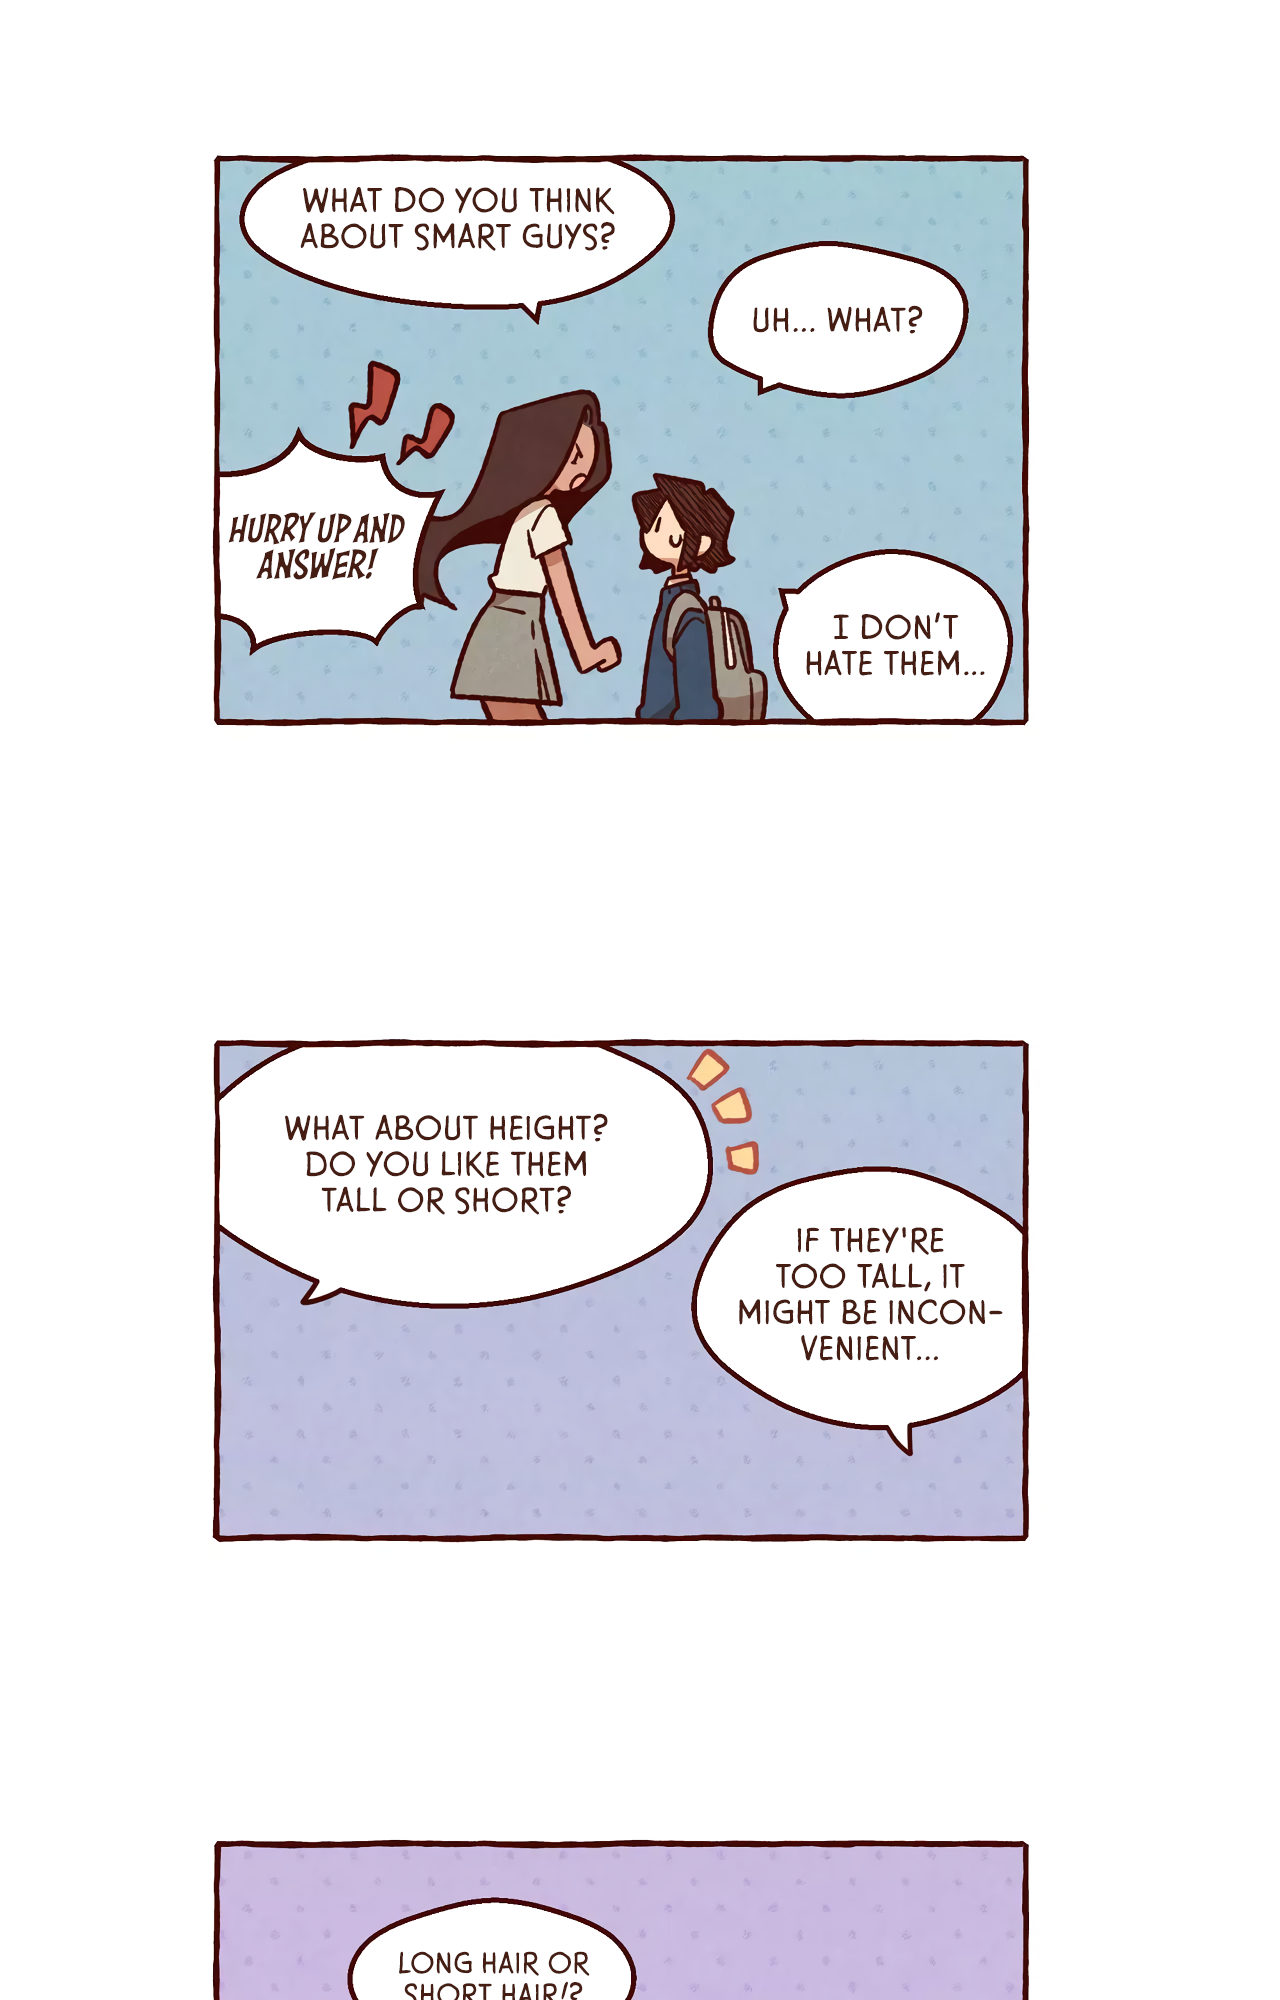 WHAT DO YOU THINK
ABOUT SMART GUYS?
UH... WHAT?
HURRY UP AND
ANSWER!
I DON'T
HATE THEM...
WHAT ABOUT HEIGHT?
DO YOU LIKE THEM
TALL OR SHORT?
IF THEY'RE
TOO TALL, IT
MIGHT BE INCON-
VENIENT...
LONG HAIR OR
SHORT HAIR!?